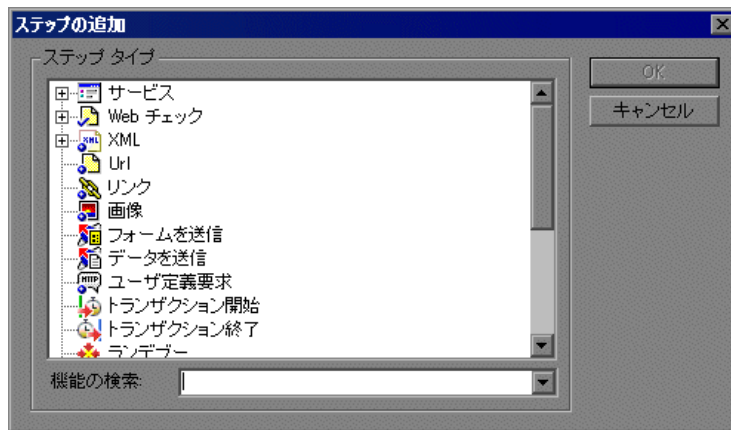 ステップの追加
ステップ タイプ
サービス
Web チェック
XML
Url
リンク
画像
フォームを送信
データを送信
ユーザ定義要求
トランザクション開始
トランザクション終了
ランデブー
機能の検索:
OK
キャンセル